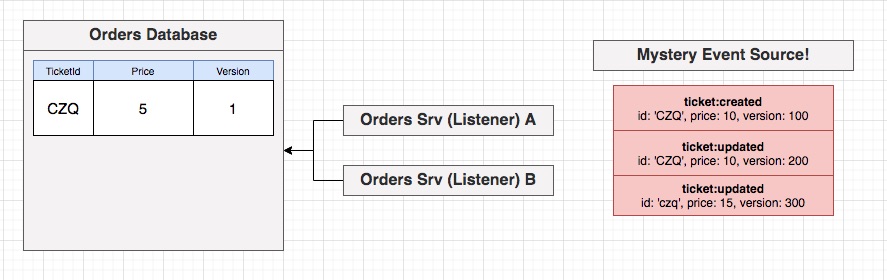 Orders Database
TicketId Price Version
CZQ 5 1
Orders Srv (Listener) A
Orders Srv (Listener) B
Mystery Event Source!
ticket:created
id: 'CZQ', price: 10, version: 100
ticket:updated
id: 'CZQ', price: 10, version: 200
ticket:updated
id: 'czq', price: 15, version: 300